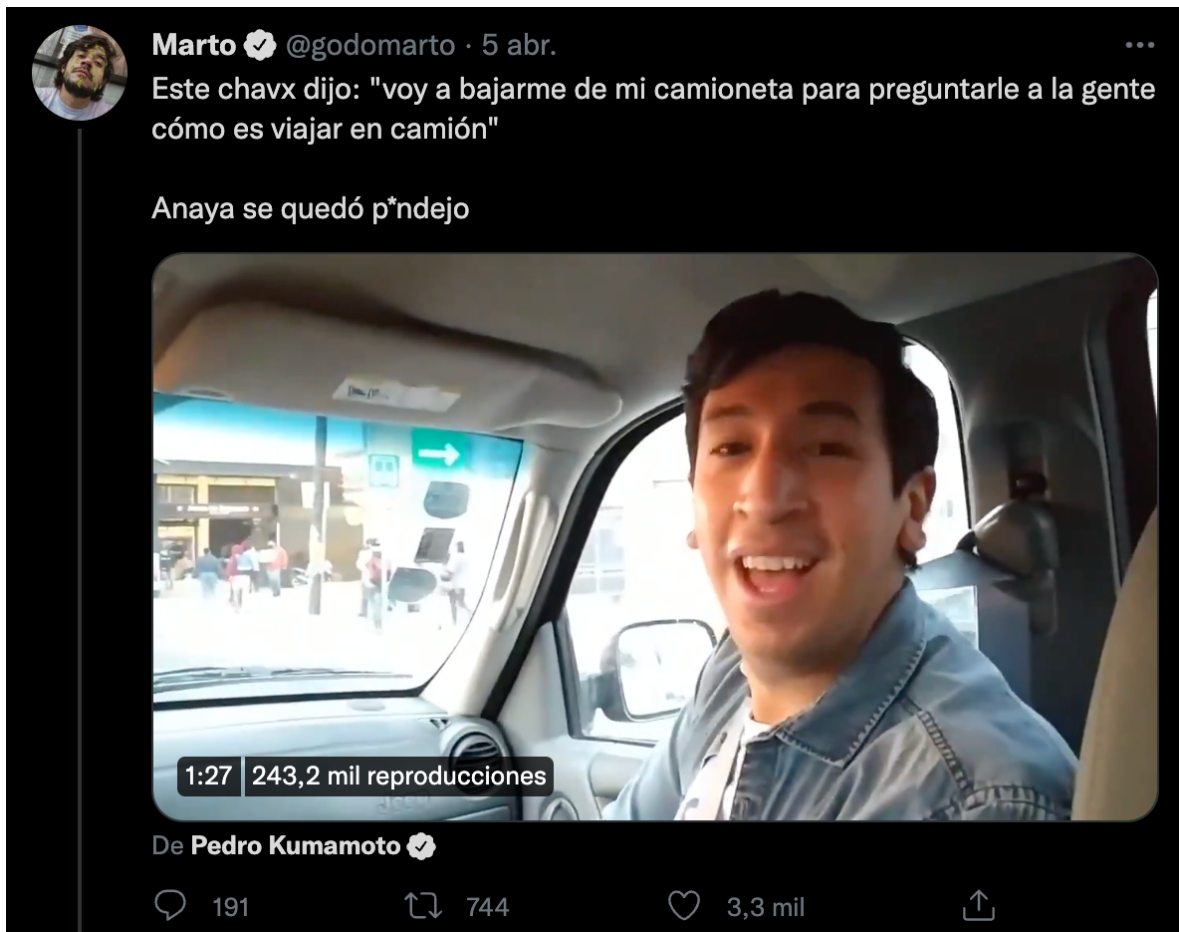 Marto @godomarto · 5 abr.
Este chavx dijo: "voy a bajarme de mi camioneta para preguntarle a la gente
cómo es viajar en camión"
Anaya se quedó p*ndejo
1:27 243,2 mil reproducciones
Jeep
De Pedro Kumamoto
191 744 3,3 mil